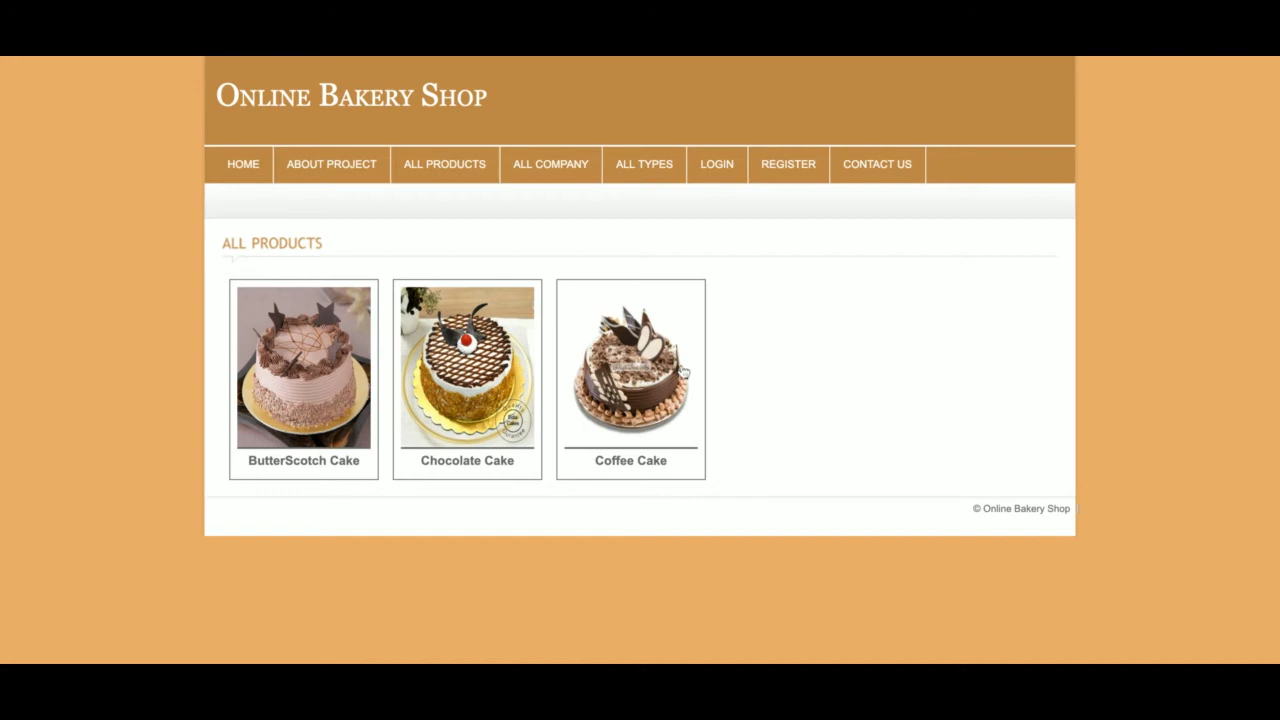 Online Bakery Shop
HOME
ABOUT PROJECT
ALL PRODUCTS
ALL COMPANY
ALL TYPES
LOGIN
REGISTER
CONTACT US
ALL PRODUCTS
ButterScotch Cake
Chocolate Cake
Coffee Cake
© Online Bakery Shop